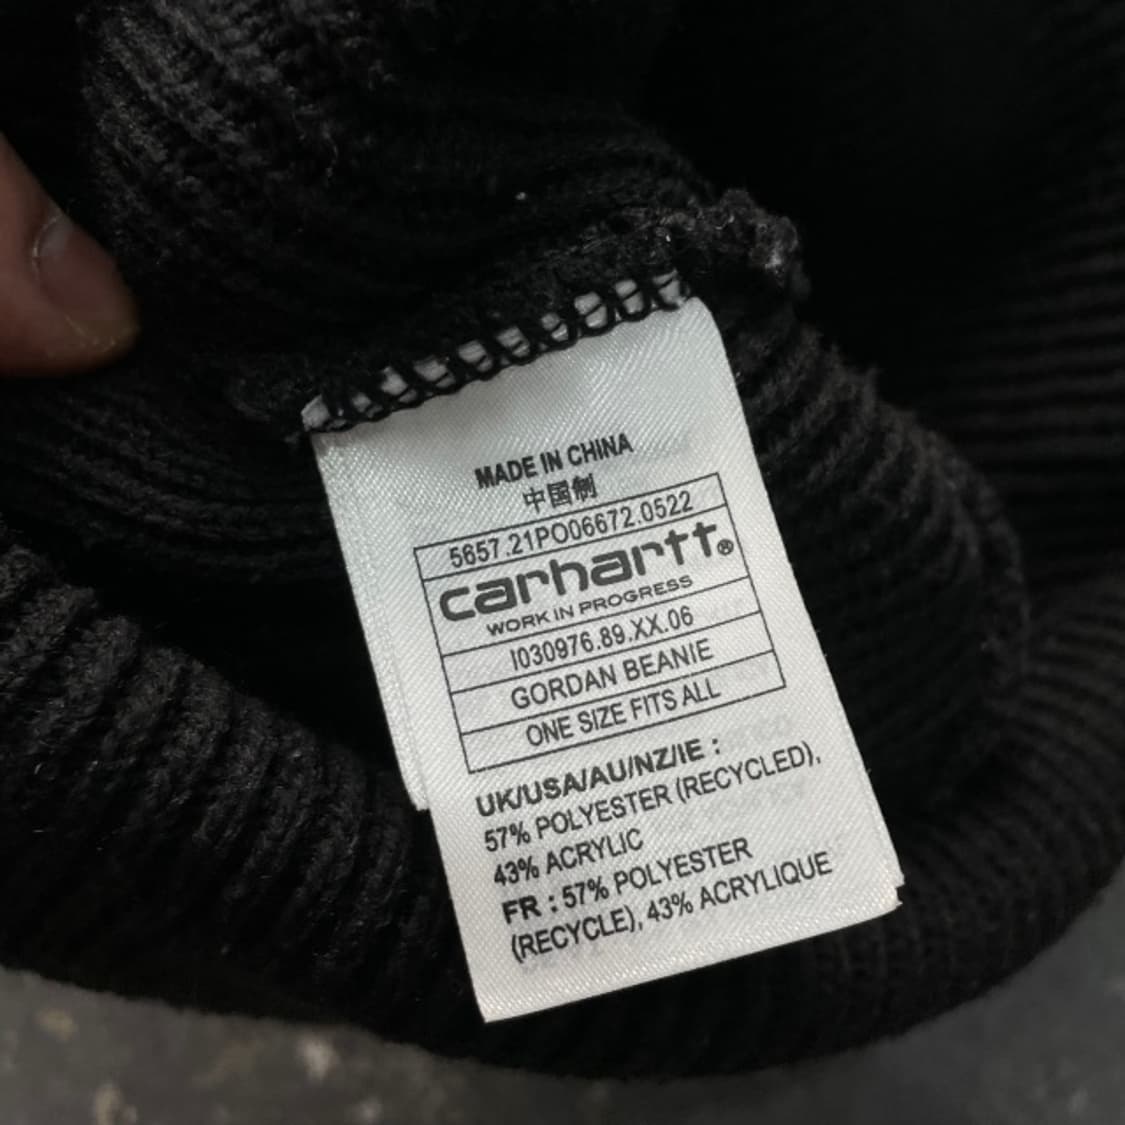 MADE IN CHINA
中国制
5657.21PO06672.0522
carhartt®
WORK IN PROGRESS
I030976.89.XX.06
GORDAN BEANIE
ONE SIZE FITS ALL
UK/USA/AU/NZ/IE :
57% POLYESTER (RECYCLED),
43% ACRYLIC
FR : 57% POLYESTER
(RECYCLE), 43% ACRYLIQUE